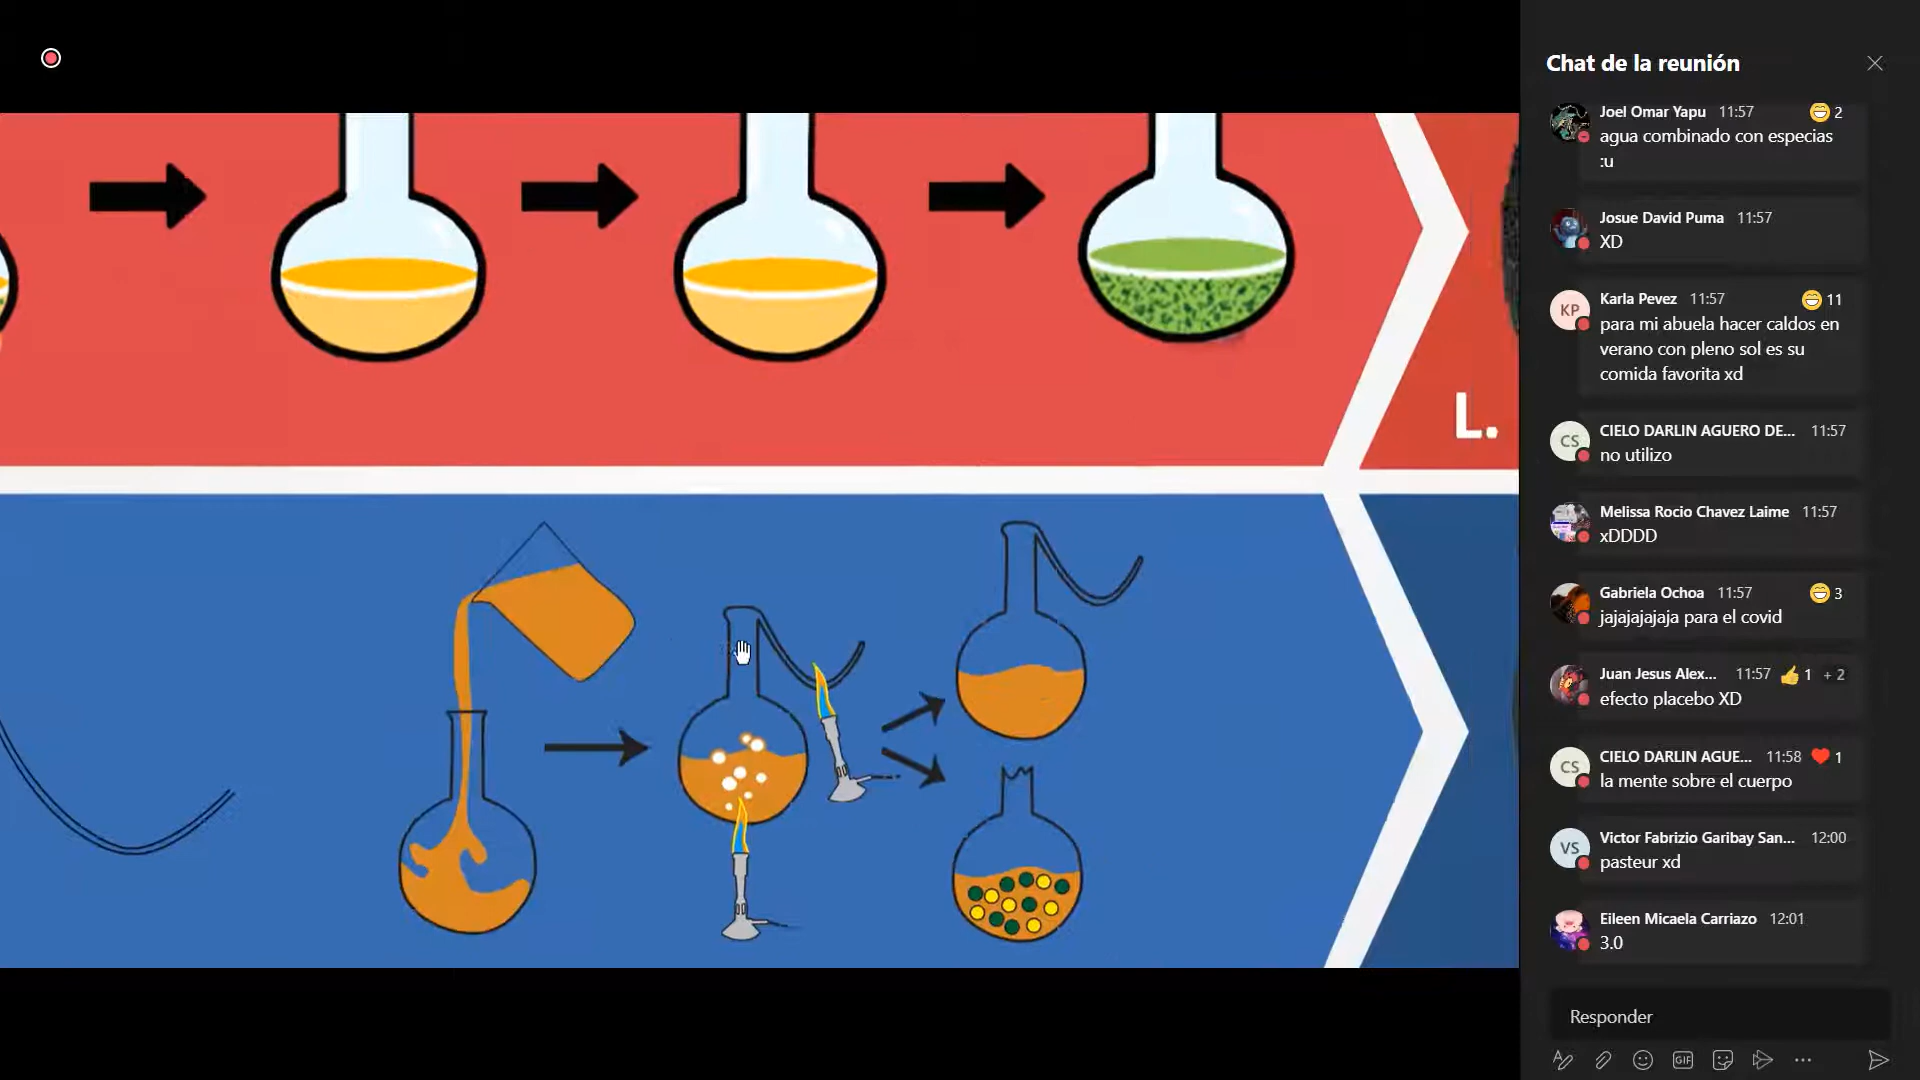 L.
Chat de la reunión
Joel Omar Yapu 11:57 2
agua combinado con especias
:u
Josue David Puma 11:57
XD
KP
Karla Pevez 11:57 11
para mi abuela hacer caldos en
verano con pleno sol es su
comida favorita xd
CS
CIELO DARLIN AGUERO DE... 11:57
no utilizo
Melissa Rocio Chavez Laime 11:57
xDDDD
Gabriela Ochoa 11:57 3
jajajajajaja para el covid
Juan Jesus Alex... 11:57 1 + 2
efecto placebo XD
CS
CIELO DARLIN AGUE... 11:58 1
la mente sobre el cuerpo
VS
Victor Fabrizio Garibay San... 12:00
pasteur xd
Eileen Micaela Carriazo 12:01
3.0
Responder
GIF